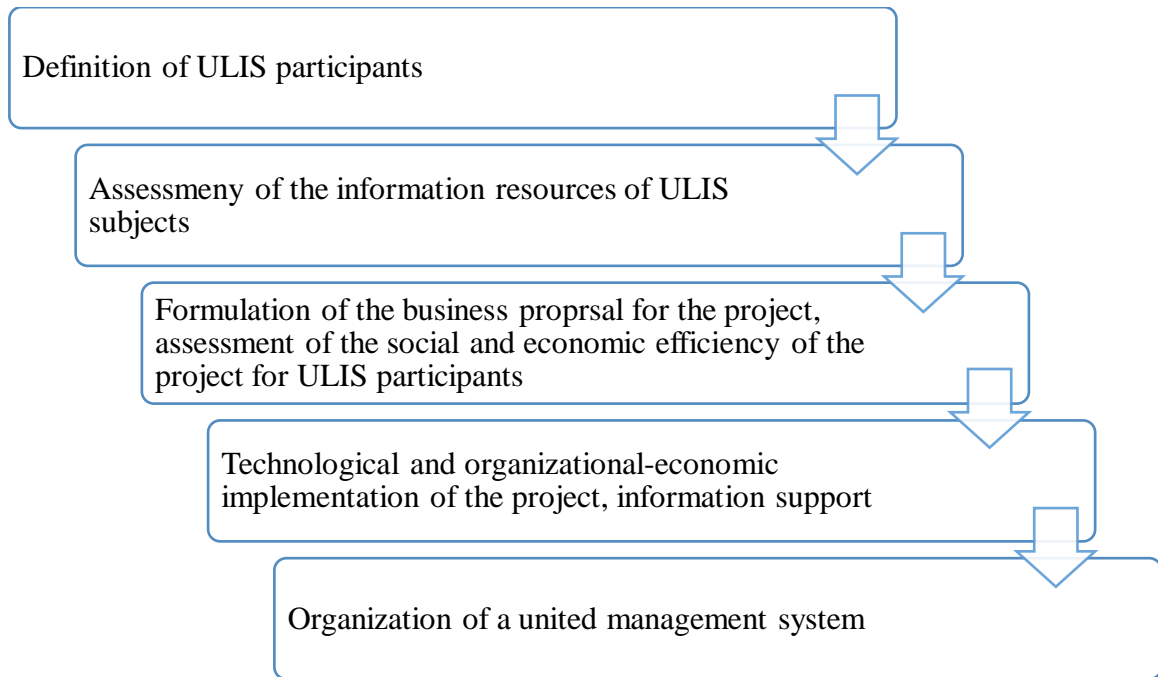 Definition of ULIS participants
Assessmeny of the information resources of ULIS
subjects
Formulation of the business proprsal for the project,
assessment of the social and economic efficiency of the
project for ULIS participants
Technological and organizational-economic
implementation of the project, information support
Organization of a united management system